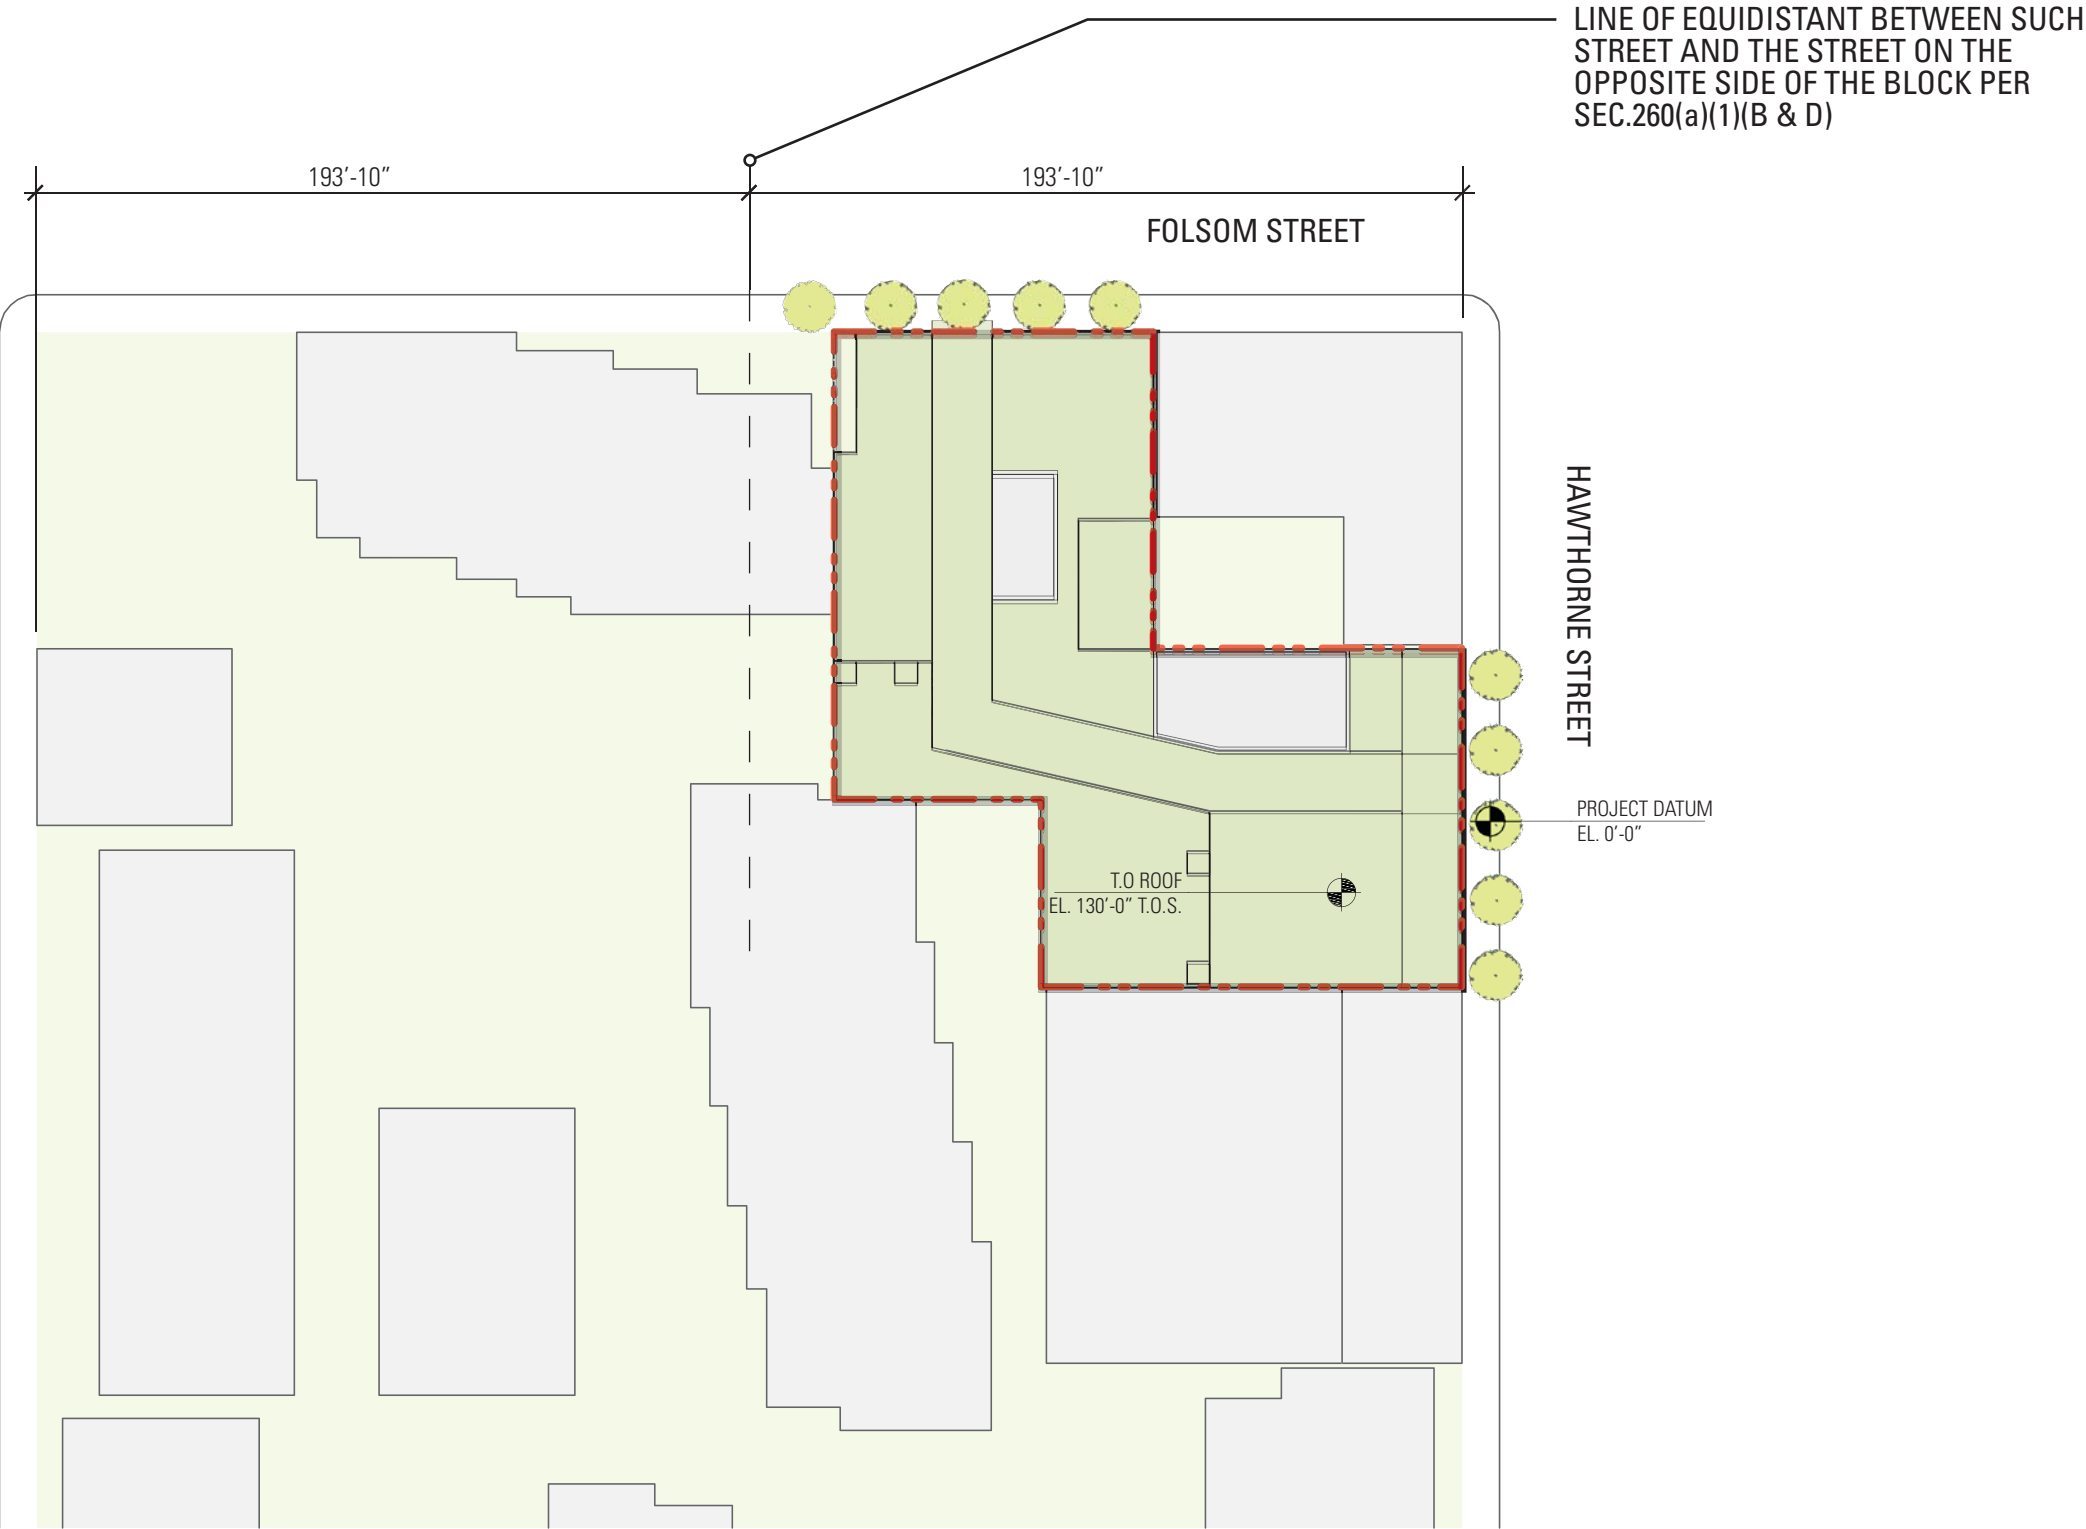 LINE OF EQUIDISTANT BETWEEN SUCH
STREET AND THE STREET ON THE
OPPOSITE SIDE OF THE BLOCK PER
SEC.260(a)(1)(B & D)
193'-10"
193'-10"
FOLSOM STREET
HAWTHORNE STREET
PROJECT DATUM
EL. 0'-0"
T.O ROOF
EL. 130'-0" T.O.S.